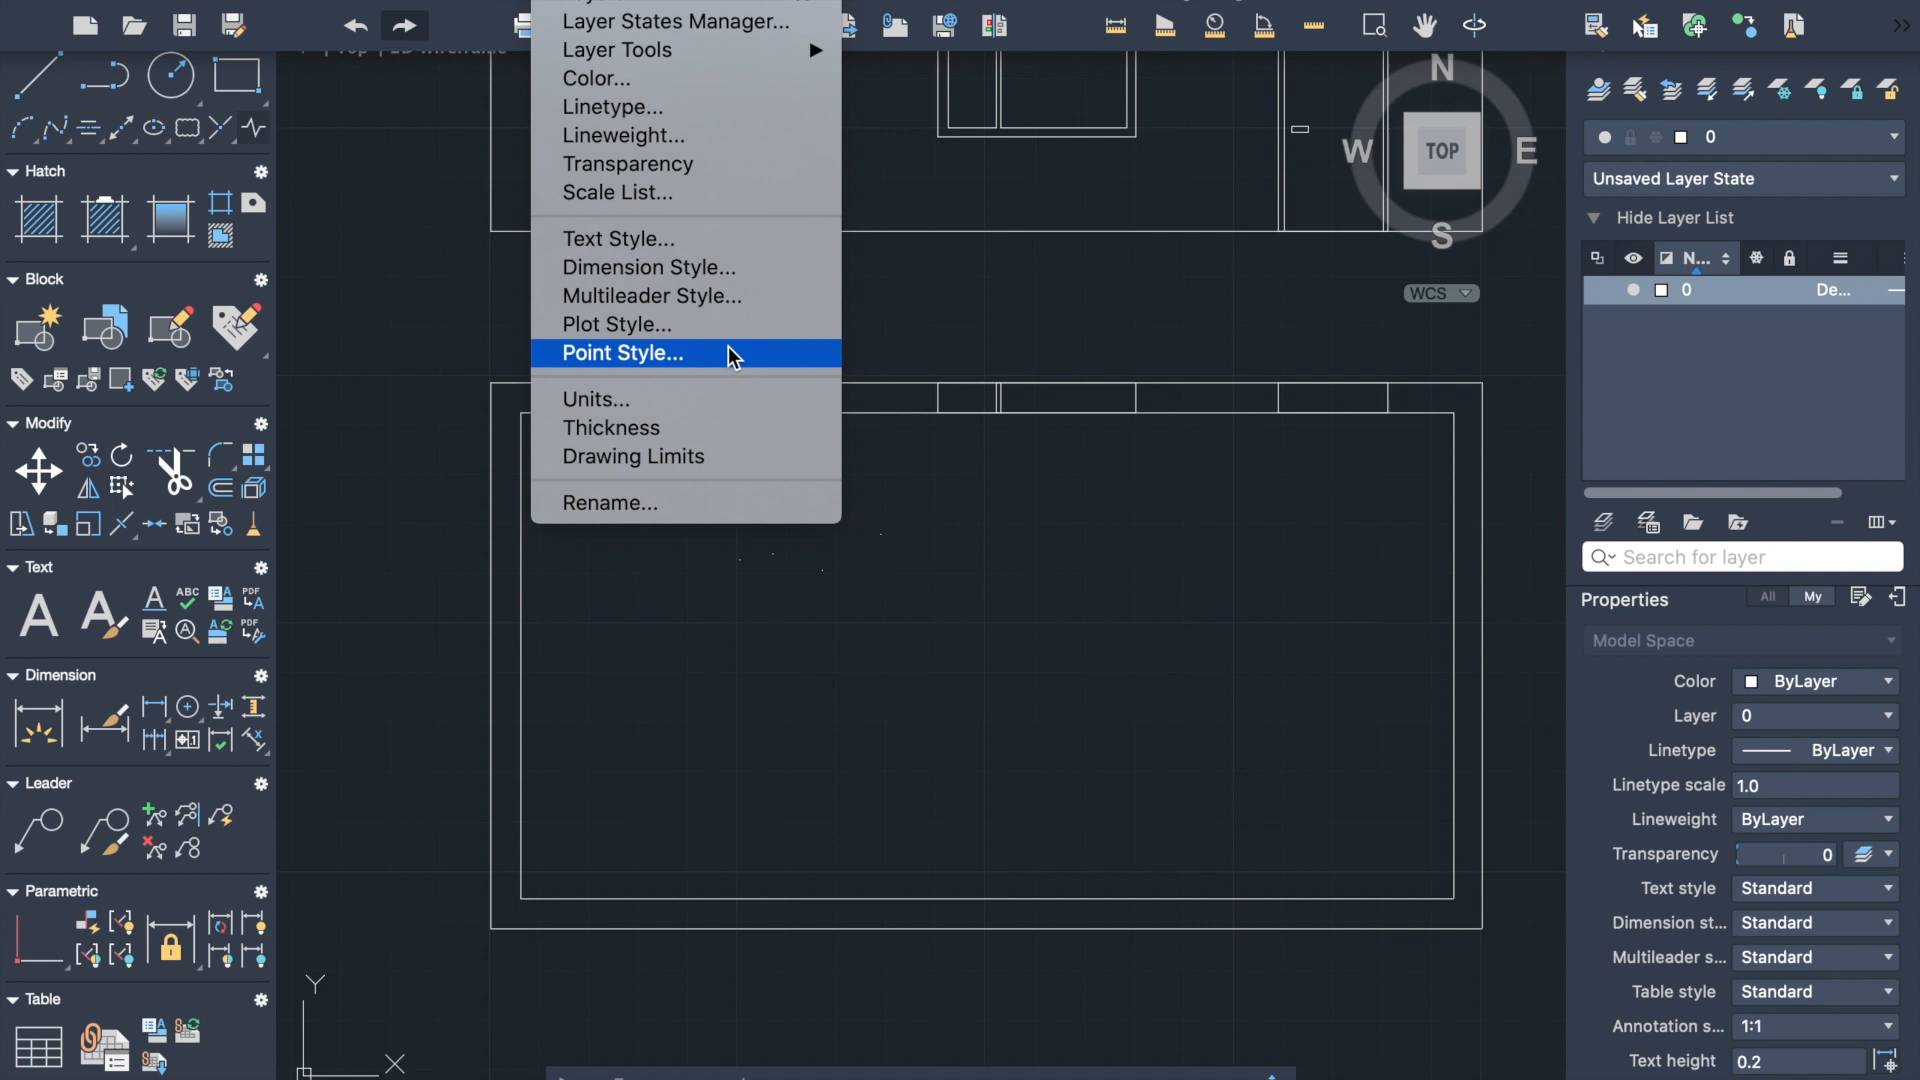 Layer States Manager...
Layer Tools
Color...
Linetype...
Lineweight...
Transparency
Scale List...
Text Style...
Dimension Style...
Multileader Style...
Plot Style...
Point Style...
Units...
Thickness
Drawing Limits
Rename...
Hatch
Block
Modify
Text
ABC
PDF
A
A
A
PDF
Dimension
Leader
Parametric
Table
N
W
TOP
E
S
WCS
Y
X
0
Unsaved Layer State
Hide Layer List
N...
0
De...
Search for layer
Properties
All
My
Model Space
Color
ByLayer
Layer
0
Linetype
ByLayer
Linetype scale
1.0
Lineweight
ByLayer
Transparency
0
Text style
Standard
Dimension st...
Standard
Multileader s...
Standard
Table style
Standard
Annotation s...
1:1
Text height
0.2